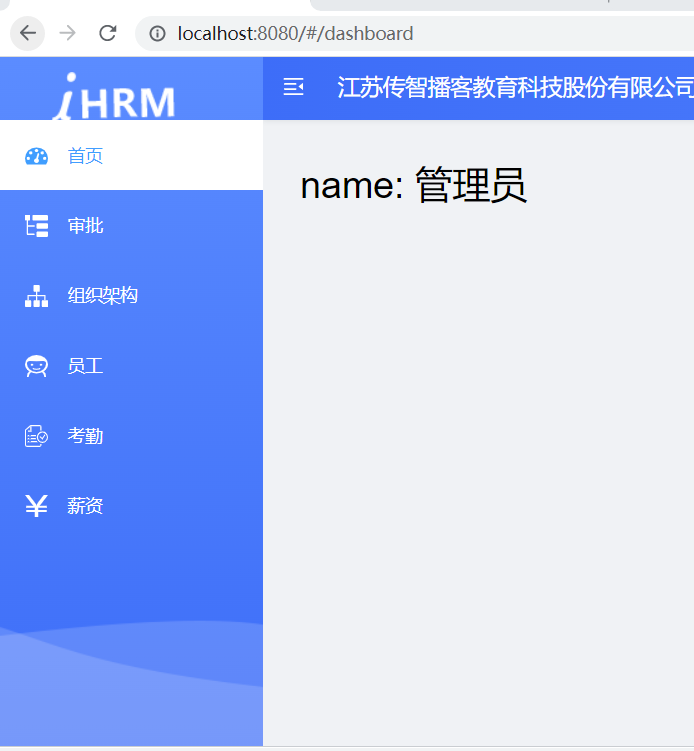 localhost:8080/#/dashboard
iHRM
江苏传智播客教育科技股份有限公司
首页
name: 管理员
审批
组织架构
员工
考勤
薪资